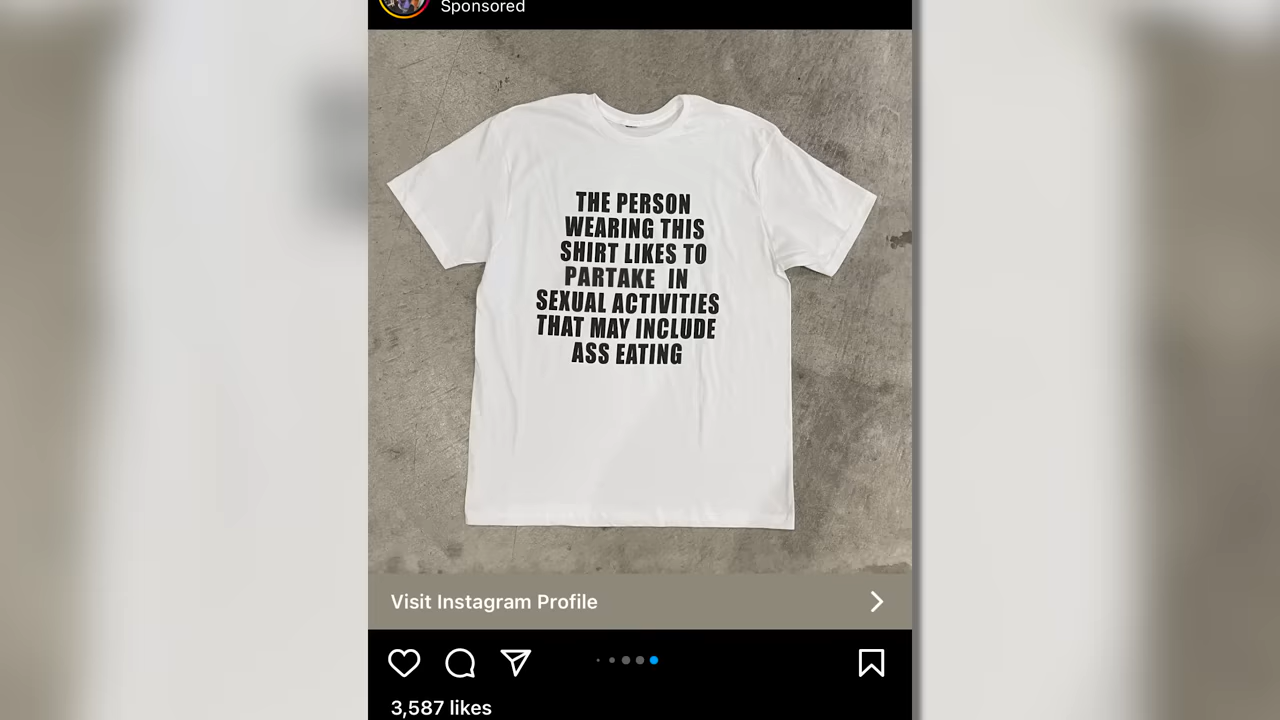 Sponsored
THE PERSON
WEARING THIS
SHIRT LIKES TO
PARTAKE IN
SEXUAL ACTIVITIES
THAT MAY INCLUDE
ASS EATING
Visit Instagram Profile
3,587 likes